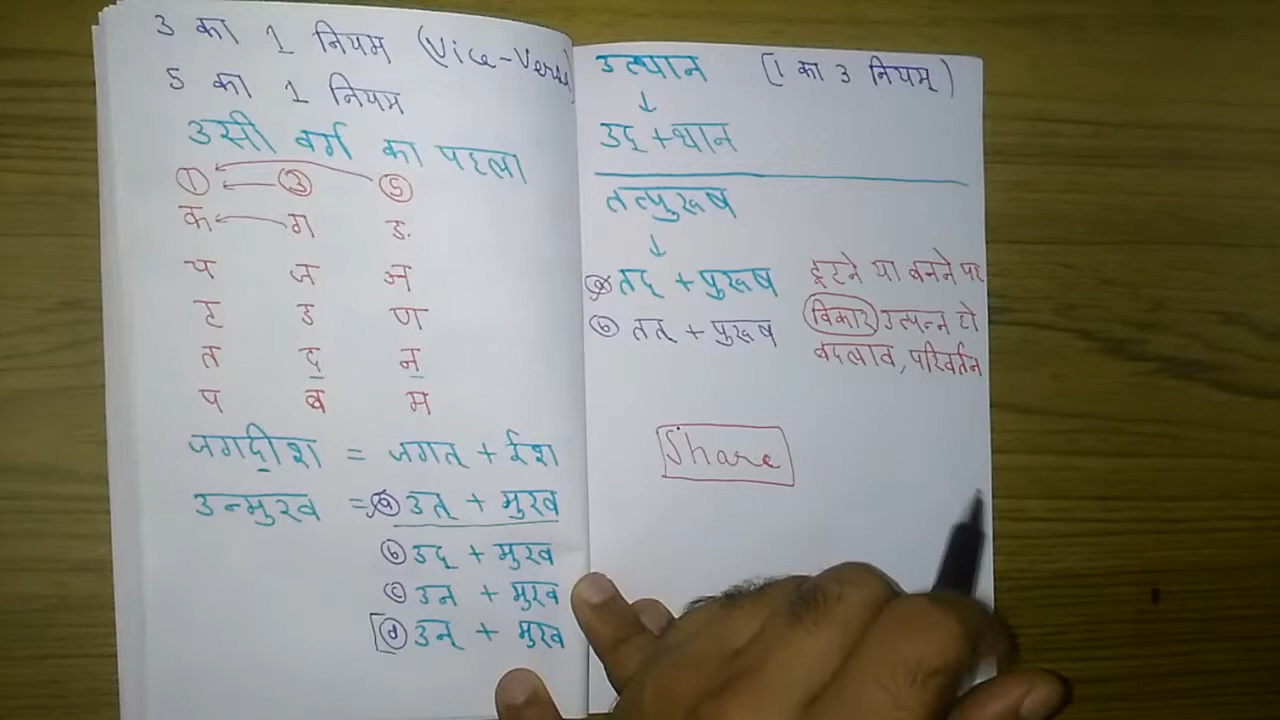 3 का 1 नियम (Vice-Versa)
5 का 1 नियम
उसी वर्ग का पहला
① ③ ⑤
क ग ङ
च ज ञ
ट ड ण
त द न
प ब म
जगदीश = जगत् + ईश
उन्मुख = ⓐ उत् + मुख
ⓑ उद् + मुख
ⓒ उन + मुख
ⓓ उन् + मुख
उत्थान (1 का 3 नियम)
↓
उद् + थान
तत्पुरूष
↓
ⓐ तद् + पुरूष
ⓑ तत् + पुरूष
टूटने या बनने पर
विकार उत्पन्न हो
बदलाव, परिवर्तन
Share